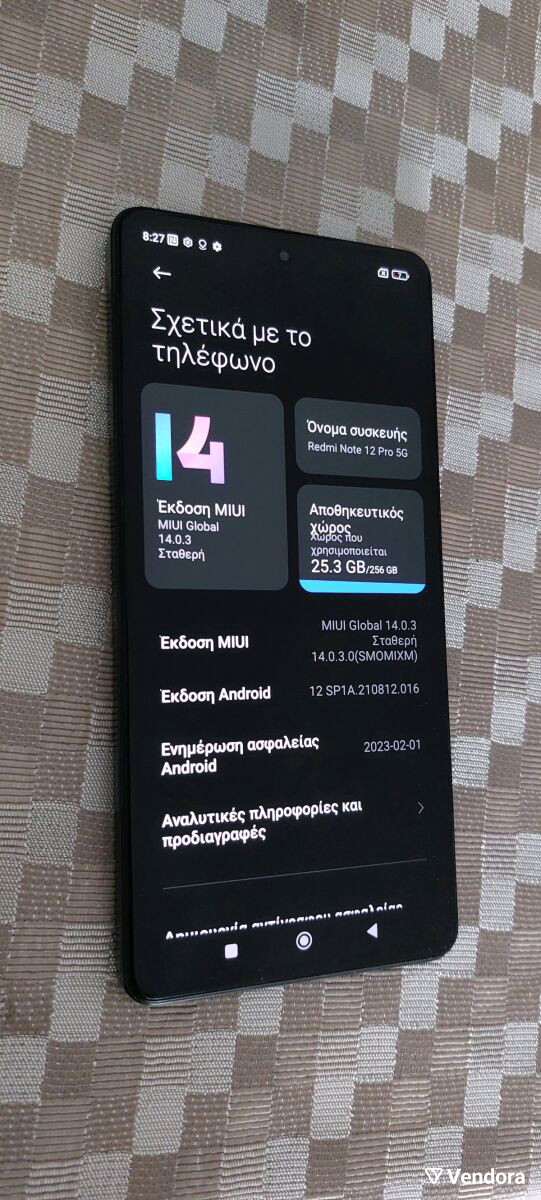 8:27
7
Σχετικά με το
τηλέφωνο
14
Έκδοση MIUI
MIUI Global
14.0.3
Σταθερή
Όνομα συσκευής
Redmi Note 12 Pro 5G
Αποθηκευτικός
χώρος
Χώρος που
χρησιμοποιείται
25.3 GB/256 GB
Έκδοση MIUI
MIUI Global 14.0.3
Σταθερή
14.0.3.0(SMOMIXM)
Έκδοση Android
12 SP1A.210812.016
Ενημέρωση ασφαλείας
Android
2023-02-01
Αναλυτικές πληροφορίες και
προδιαγραφές
Vendora